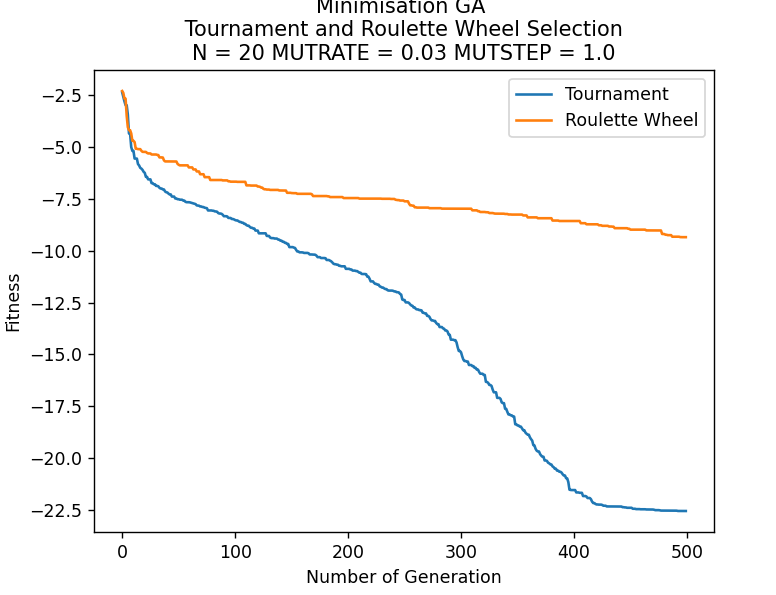 Minimisation GA
Tournament and Roulette Wheel Selection
N = 20 MUTRATE = 0.03 MUTSTEP = 1.0
Tournament
Roulette Wheel
Fitness
−2.5
−5.0
−7.5
−10.0
−12.5
−15.0
−17.5
−20.0
−22.5
0 100 200 300 400 500
Number of Generation